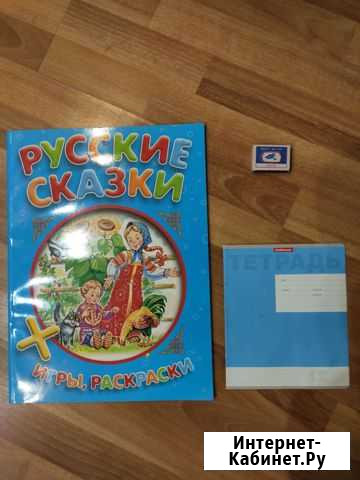 РУССКИЕ
СКАЗКИ
+
ИГРЫ, РАСКРАСКИ
ТЕТРАДЬ
Интернет-
Кабинет.Ру